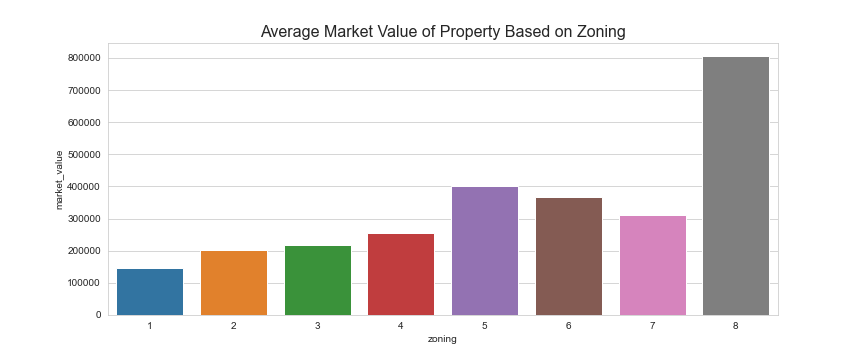 Average Market Value of Property Based on Zoning
market_value
800000
700000
600000
500000
400000
300000
200000
100000
0
1 2 3 4 5 6 7 8
zoning